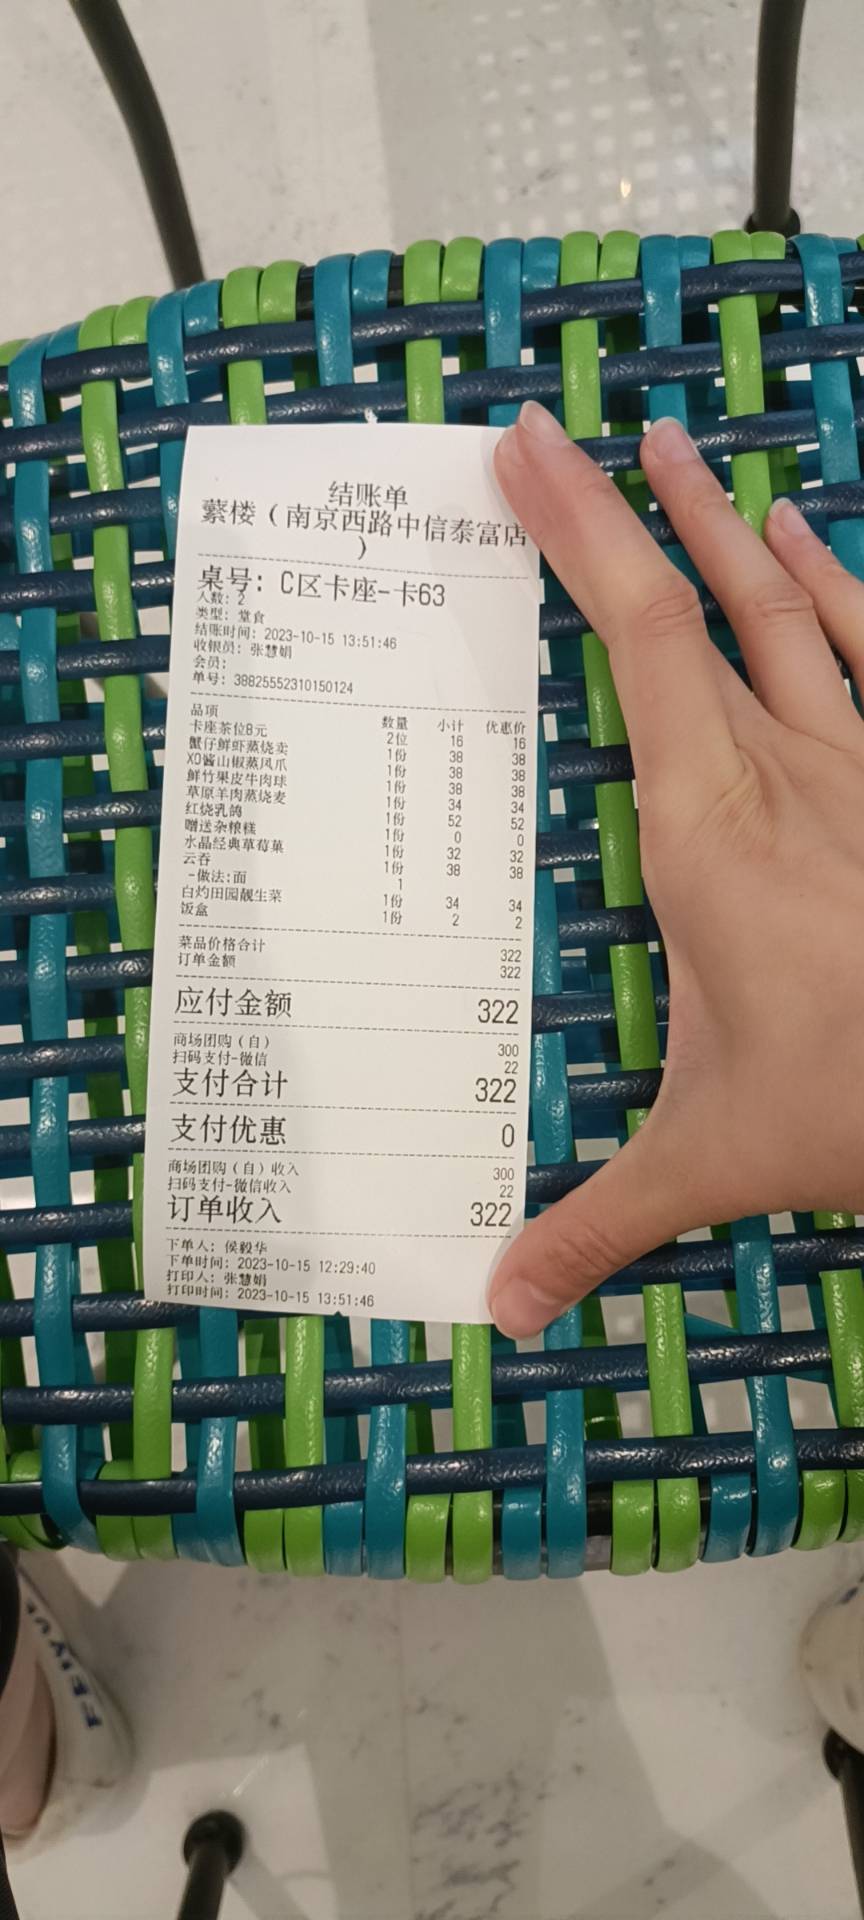 结账单
蘩楼（南京西路中信泰富店
）
桌号：C区卡座-卡63
人数：2
类型：堂食
结账时间：2023-10-15 13:51:46
收银员：张慧娟
会员：
单号：38825552310150124
品项 数量 小计 优惠价
卡座茶位8元 2位 16 16
蟹仔鲜虾蒸烧卖 1份 38 38
XO酱山椒蒸凤爪 1份 38 38
鲜竹果皮牛肉球 1份 38 38
草原羊肉蒸烧麦 1份 34 34
红烧乳鸽 1份 52 52
赠送杂粮糕 1份 0 0
水晶经典草莓菓 1份 32 32
云吞 1份 38 38
-做法:面 1
白灼田园靓生菜 1份 34 34
饭盒 1份 2 2
菜品价格合计 322
订单金额 322
应付金额 322
商场团购（自） 300
扫码支付-微信 22
支付合计 322
支付优惠 0
商场团购（自）收入 300
扫码支付-微信收入 22
订单收入 322
下单人：侯毅华
下单时间：2023-10-15 12:29:40
打印人：张慧娟
打印时间：2023-10-15 13:51:46